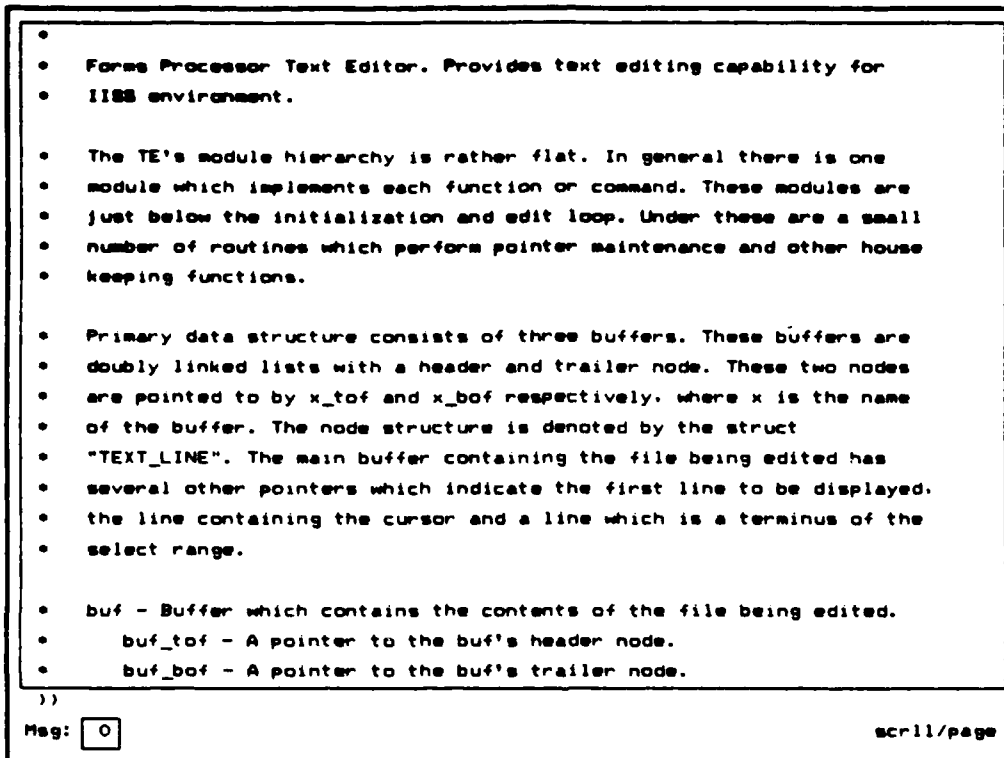 *
* Forms Processor Text Editor. Provides text editing capability for
* IISS environment.
* The TE's module hierarchy is rather flat. In general there is one
* module which implements each function or command. These modules are
* just below the initialization and edit loop. Under these are a small
* number of routines which perform pointer maintenance and other house
* keeping functions.
* Primary data structure consists of three buffers. These buffers are
* doubly linked lists with a header and trailer node. These two nodes
* are pointed to by x_tof and x_bof respectively, where x is the name
* of the buffer. The node structure is denoted by the struct
* "TEXT_LINE". The main buffer containing the file being edited has
* several other pointers which indicate the first line to be displayed,
* the line containing the cursor and a line which is a terminus of the
* select range.
* buf - Buffer which contains the contents of the file being edited.
* buf_tof - A pointer to the buf's header node.
* buf_bof - A pointer to the buf's trailer node.
))
Msg: 0 scrll/page